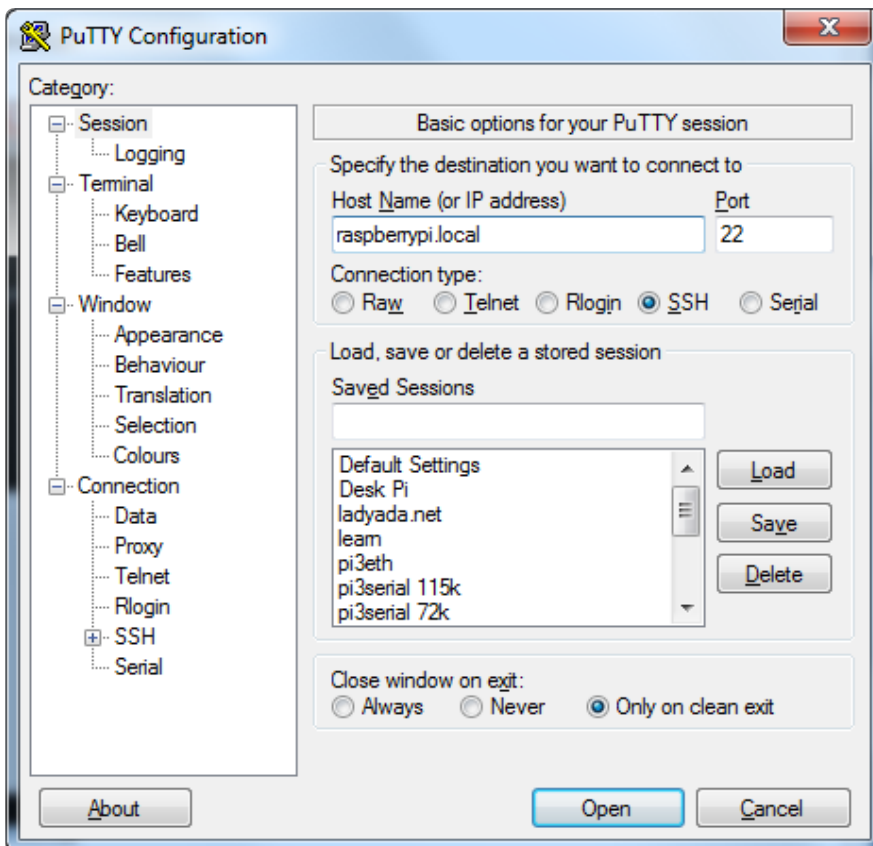 PuTTY Configuration
Category:
Session
Logging
Terminal
Keyboard
Bell
Features
Window
Appearance
Behaviour
Translation
Selection
Colours
Connection
Data
Proxy
Telnet
Rlogin
SSH
Serial
Basic options for your PuTTY session
Specify the destination you want to connect to
Host Name (or IP address) Port
raspberrypi.local 22
Connection type:
Raw Telnet Rlogin SSH Serial
Load, save or delete a stored session
Saved Sessions
Default Settings
Desk Pi
ladyada.net
learn
pi3eth
pi3serial 115k
pi3serial 72k
Load
Save
Delete
Close window on exit:
Always Never Only on clean exit
About Open Cancel